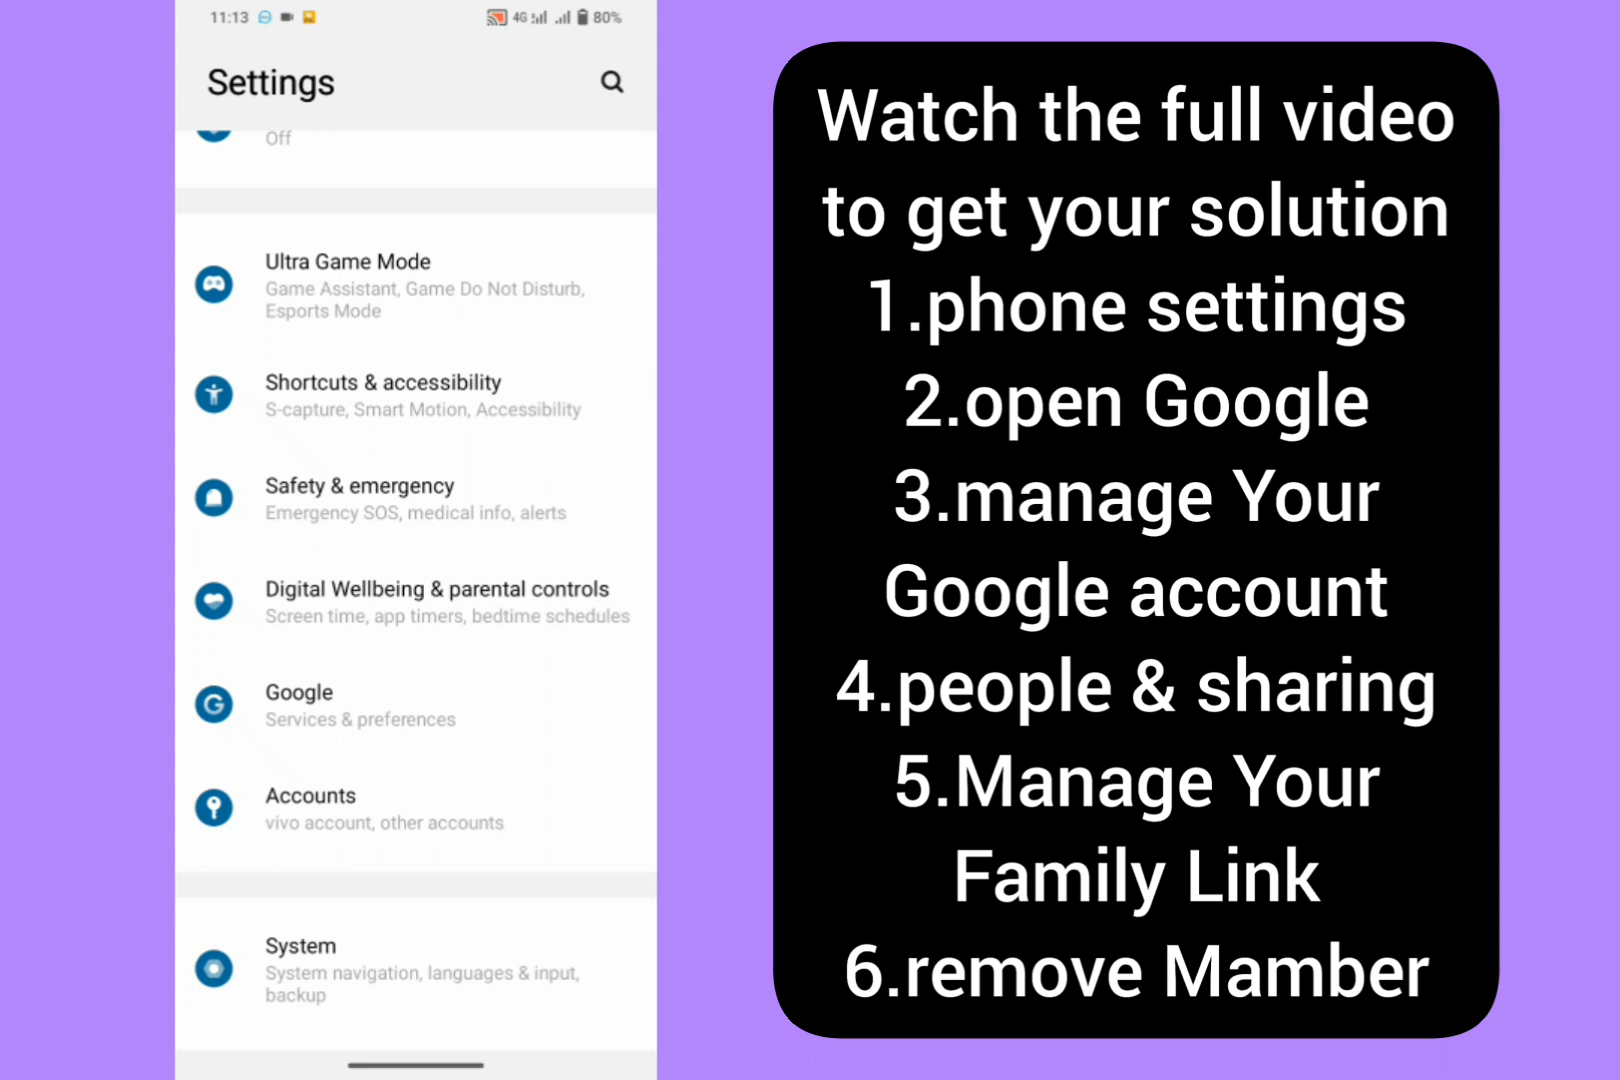 11:13
4G
80%
Settings
Off
Ultra Game Mode
Game Assistant, Game Do Not Disturb,
Esports Mode
Shortcuts & accessibility
S-capture, Smart Motion, Accessibility
Safety & emergency
Emergency SOS, medical info, alerts
Digital Wellbeing & parental controls
Screen time, app timers, bedtime schedules
Google
Services & preferences
Accounts
vivo account, other accounts
System
System navigation, languages & input,
backup
Watch the full video
to get your solution
1.phone settings
2.open Google
3.manage Your
Google account
4.people & sharing
5.Manage Your
Family Link
6.remove Mamber